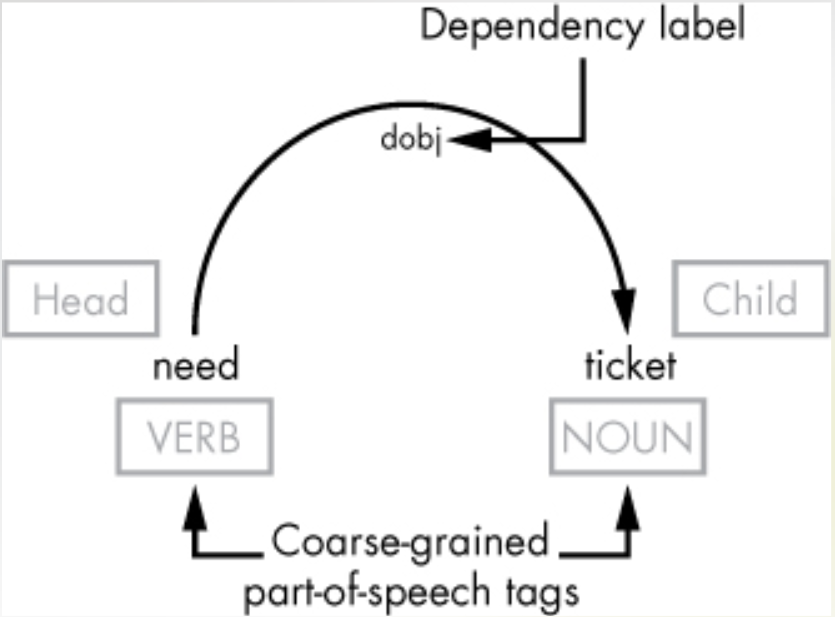 Dependency label
dobj
Head
Child
need
ticket
VERB
NOUN
Coarse-grained
part-of-speech tags